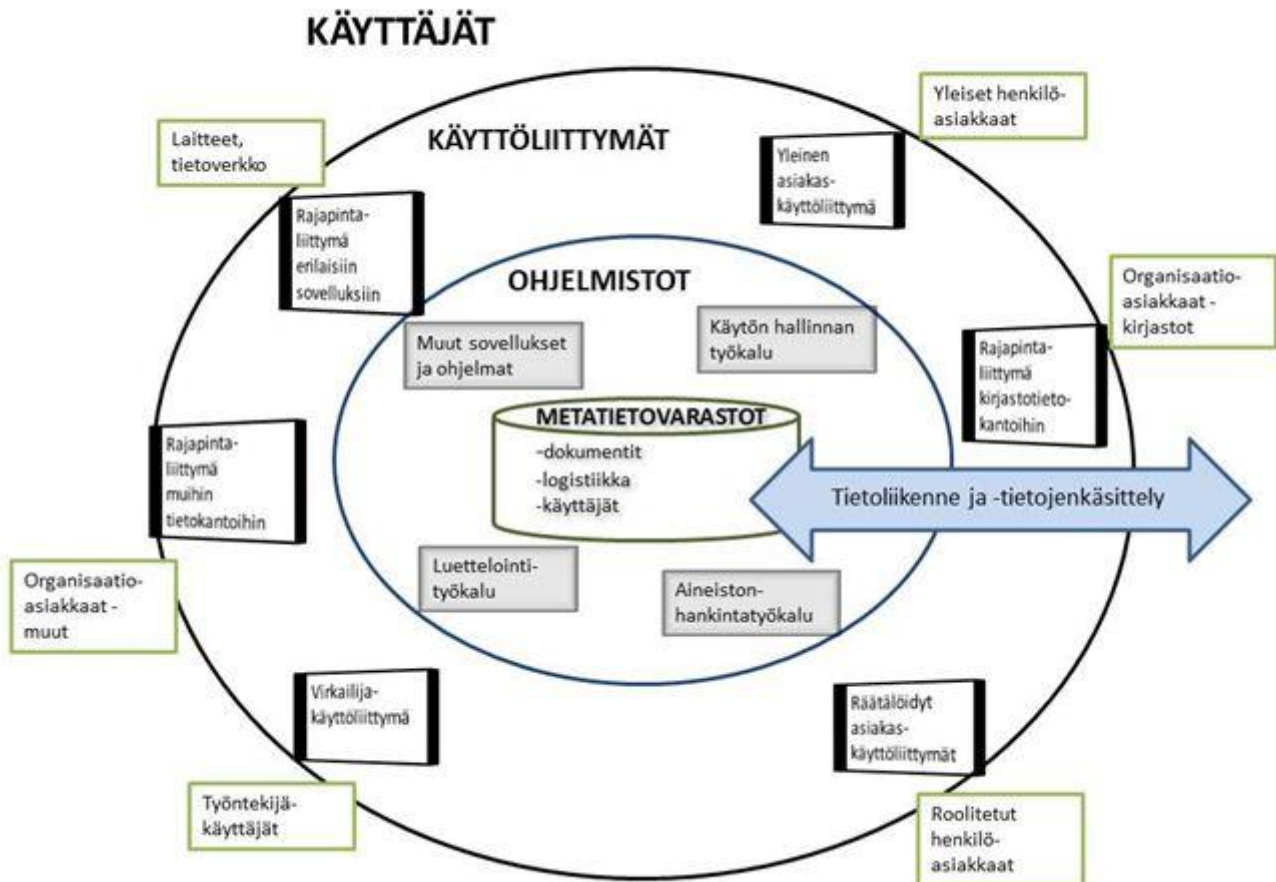 KÄYTTÄJÄT
Yleiset henkilö-
asiakkaat
KÄYTTÖLIITTYMÄT
Laitteet,
tietoverkko
Yleinen
asiakas-
käyttöliittymä
Rajapinta-
liittymä
erilaisiin
sovelluksiin
OHJELMISTOT
Organisaatio-
asiakkaat -
kirjastot
Muut sovellukset
ja ohjelmat
Käytön hallinnan
työkalu
Rajapinta-
liittymä
kirjastotieto-
kantoihin
METATIETOVARASTOT
-dokumentit
-logistiikka
-käyttäjät
Rajapinta-
liittymä
muihin
tietokantoihin
Tietoliikenne ja -tietojenkäsittely
Luettelointi-
työkalu
Aineiston-
hankintatyökalu
Organisaatio-
asiakkaat -
muut
Virkailija-
käyttöliittymä
Räätälöidyt
asiakas-
käyttöliittymät
Työntekijä-
käyttäjät
Roolitetut
henkilö-
asiakkaat